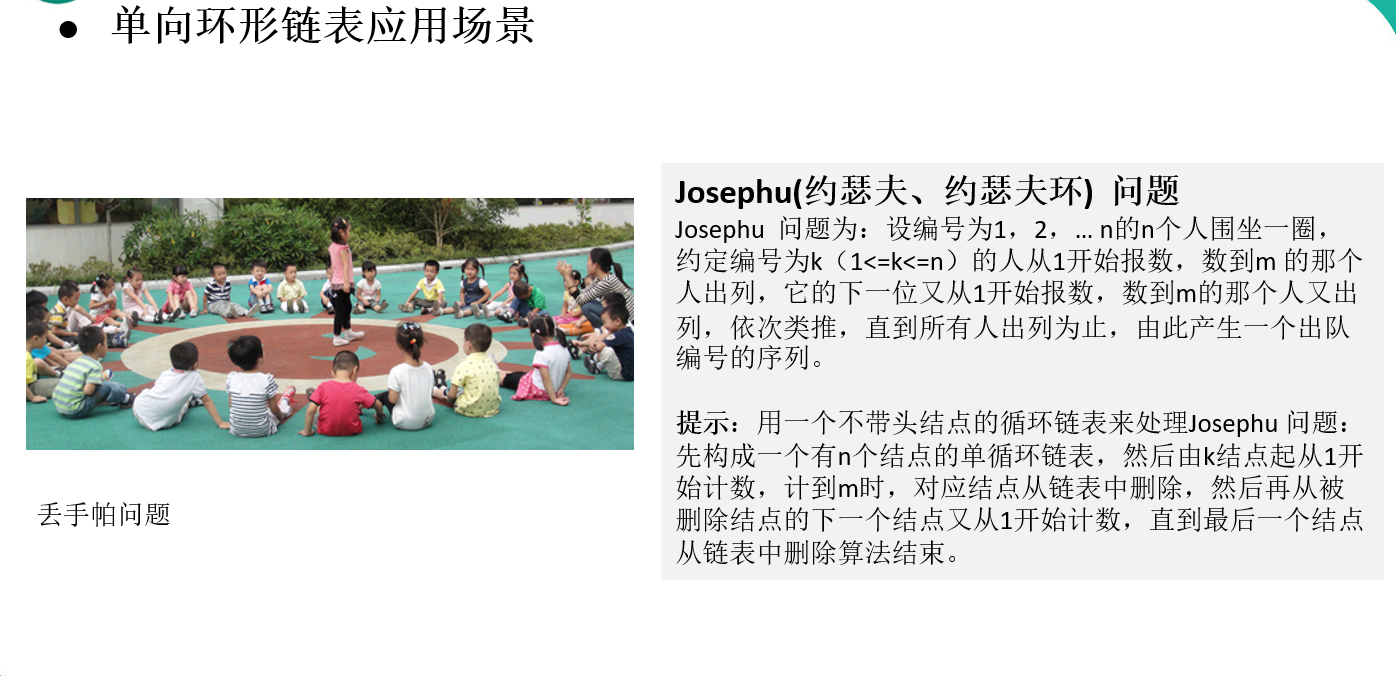 ● 单向环形链表应用场景
Josephu(约瑟夫、约瑟夫环) 问题
Josephu 问题为：设编号为1，2，… n的n个人围坐一圈，
约定编号为k（1<=k<=n）的人从1开始报数，数到m 的那个
人出列，它的下一位又从1开始报数，数到m的那个人又出
列，依次类推，直到所有人出列为止，由此产生一个出队
编号的序列。
提示：用一个不带头结点的循环链表来处理Josephu 问题：
先构成一个有n个结点的单循环链表，然后由k结点起从1开
始计数，计到m时，对应结点从链表中删除，然后再从被
删除结点的下一个结点又从1开始计数，直到最后一个结点
从链表中删除算法结束。
丢手帕问题